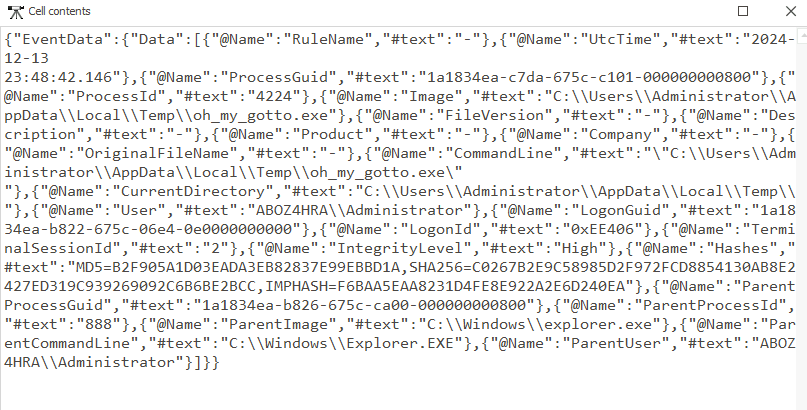 Cell contents
{"EventData":{"Data":[{"@Name":"RuleName","#text":"-"},{"@Name":"UtcTime","#text":"2024-
12-13
23:48:42.146"},{"@Name":"ProcessGuid","#text":"1a1834ea-c7da-675c-c101-000000000800"},{"
@Name":"ProcessId","#text":"4224"},{"@Name":"Image","#text":"C:\\Users\\Administrator\\A
ppData\\Local\\Temp\\oh_my_gotto.exe"},{"@Name":"FileVersion","#text":"-"},{"@Name":"Des
cription","#text":"-"},{"@Name":"Product","#text":"-"},{"@Name":"Company","#text":"-"},{
"@Name":"OriginalFileName","#text":"-"},{"@Name":"CommandLine","#text":"\"C:\\Users\\Adm
inistrator\\AppData\\Local\\Temp\\oh_my_gotto.exe\"
"},{"@Name":"CurrentDirectory","#text":"C:\\Users\\Administrator\\AppData\\Local\\Temp\\
"},{"@Name":"User","#text":"ABOZ4HRA\\Administrator"},{"@Name":"LogonGuid","#text":"1a18
34ea-b822-675c-06e4-0e0000000000"},{"@Name":"LogonId","#text":"0xEE406"},{"@Name":"Termi
nalSessionId","#text":"2"},{"@Name":"IntegrityLevel","#text":"High"},{"@Name":"Hashes","
#text":"MD5=B2F905A1D03EADA3EB82837E99EBBD1A,SHA256=C0267B2E9C58985D2F972FCD8854130AB8E2
427ED319C939269092C6B6BE2BCC,IMPHASH=F6BAA5EAA8231D4FE8E922A2E6D240EA"},{"@Name":"Parent
ProcessGuid","#text":"1a1834ea-b826-675c-ca00-000000000800"},{"@Name":"ParentProcessId",
"#text":"888"},{"@Name":"ParentImage","#text":"C:\\Windows\\explorer.exe"},{"@Name":"Par
entCommandLine","#text":"C:\\Windows\\Explorer.EXE"},{"@Name":"ParentUser","#text":"ABOZ
4HRA\\Administrator"}]}}